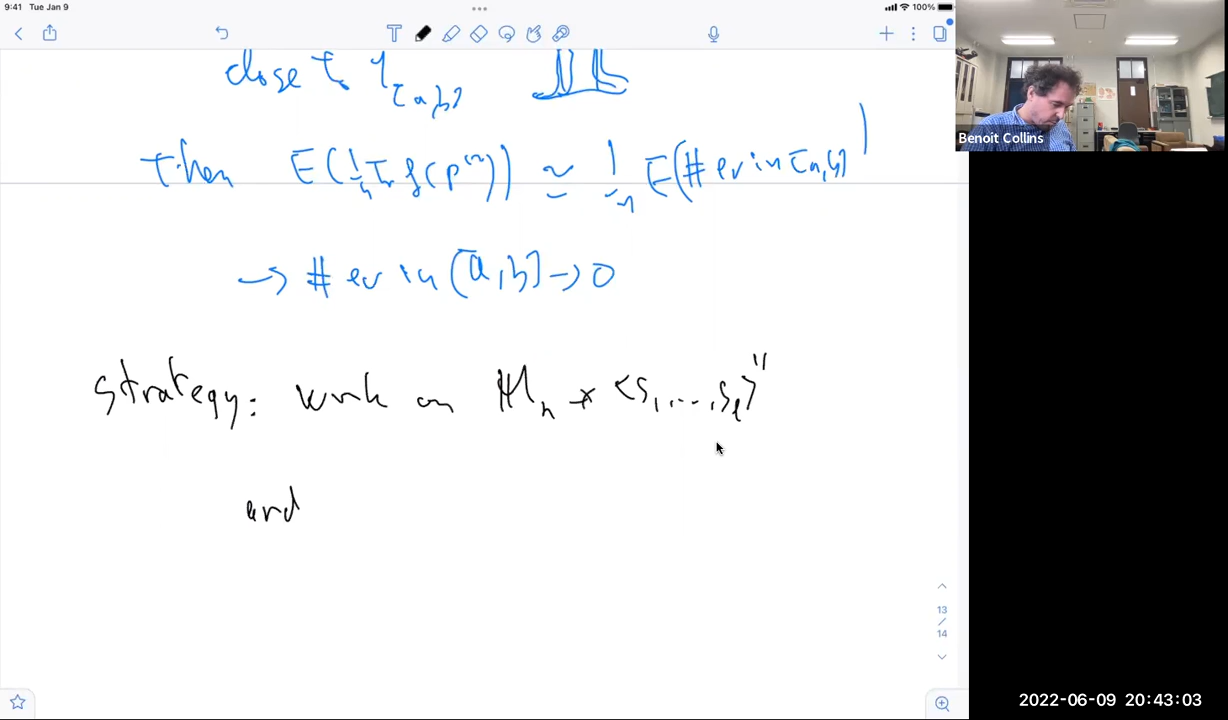 9:41 Tue Jan 9
100%
close to 1_{[a,b]}
then E(1/n Tr f(P^{(n)})) ≃ 1/n E(# ev in [a,b])
→ # ev in [a,b] → 0
strategy: work on M_n * <S_1,...,S_l>''
and
13
/
14
Benoit Collins
2022-06-09 20:43:03